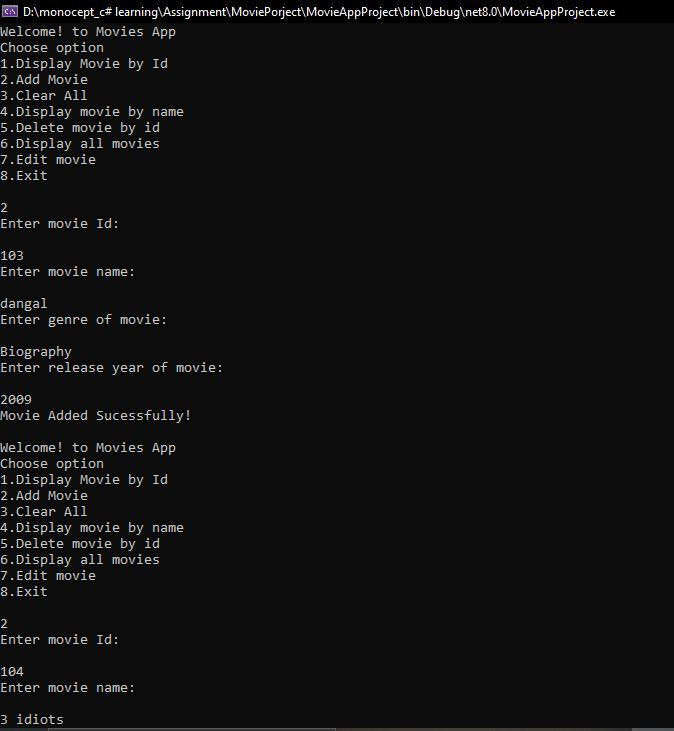 D:\monocept_c# learning\Assignment\MoviePorject\MovieAppProject\bin\Debug\net8.0\MovieAppProject.exe
Welcome! to Movies App
Choose option
1.Display Movie by Id
2.Add Movie
3.Clear All
4.Display movie by name
5.Delete movie by id
6.Display all movies
7.Edit movie
8.Exit
2
Enter movie Id:
103
Enter movie name:
dangal
Enter genre of movie:
Biography
Enter release year of movie:
2009
Movie Added Sucessfully!
Welcome! to Movies App
Choose option
1.Display Movie by Id
2.Add Movie
3.Clear All
4.Display movie by name
5.Delete movie by id
6.Display all movies
7.Edit movie
8.Exit
2
Enter movie Id:
104
Enter movie name:
3 idiots